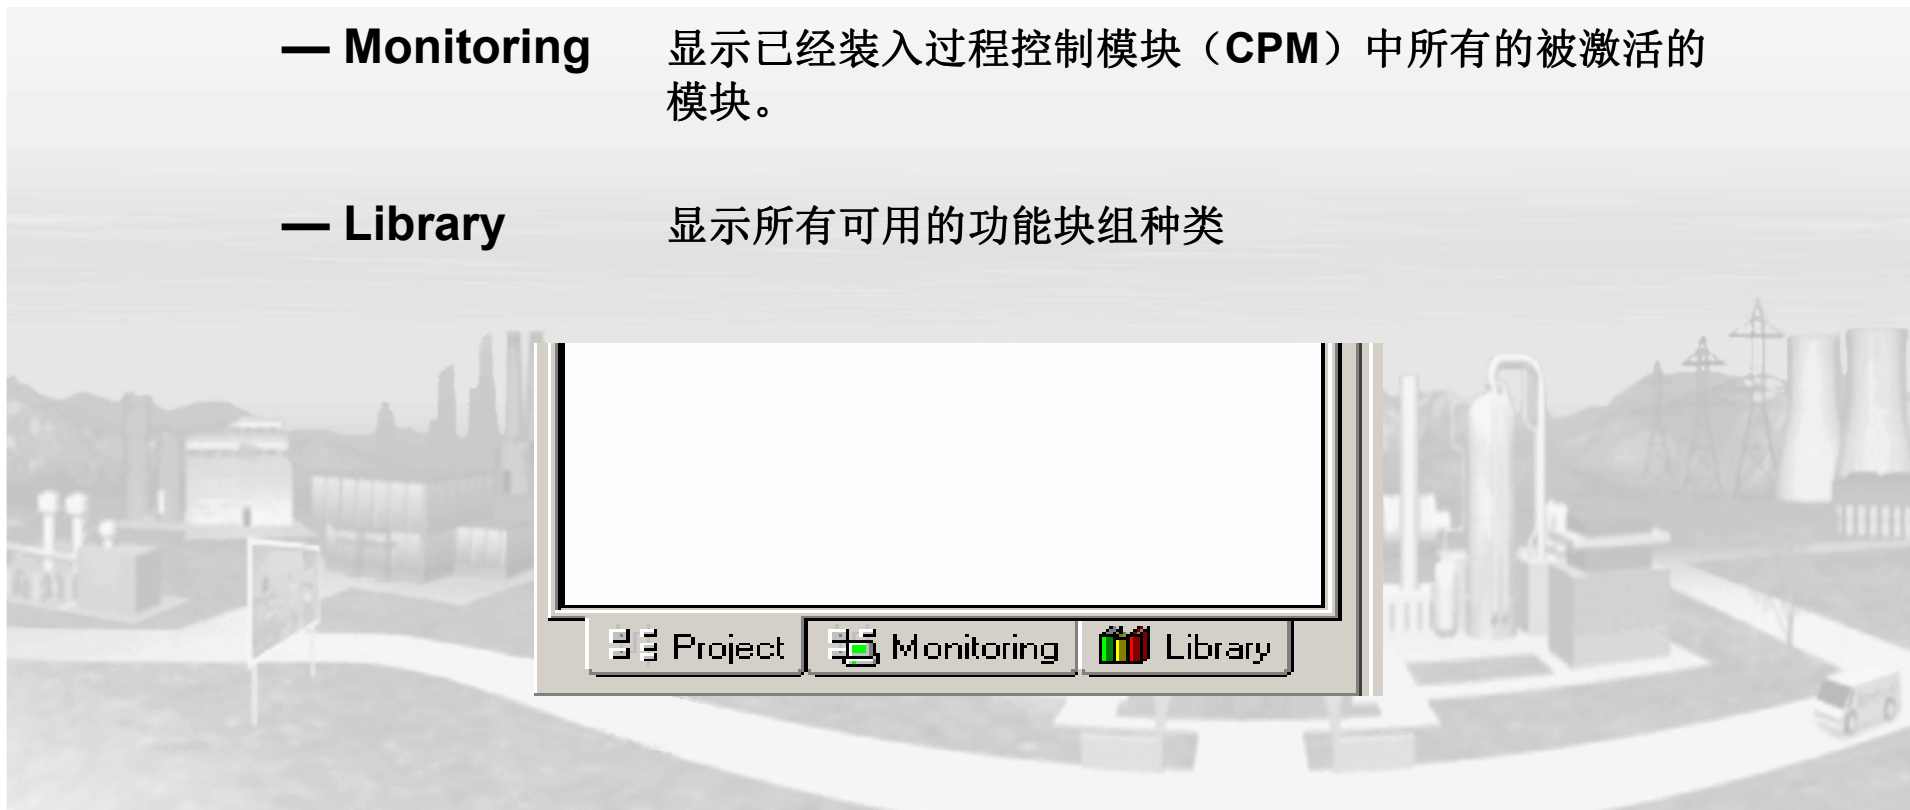 — Monitoring 显示已经装入过程控制模块（CPM）中所有的被激活的
模块。
— Library 显示所有可用的功能块组种类
Project Monitoring Library